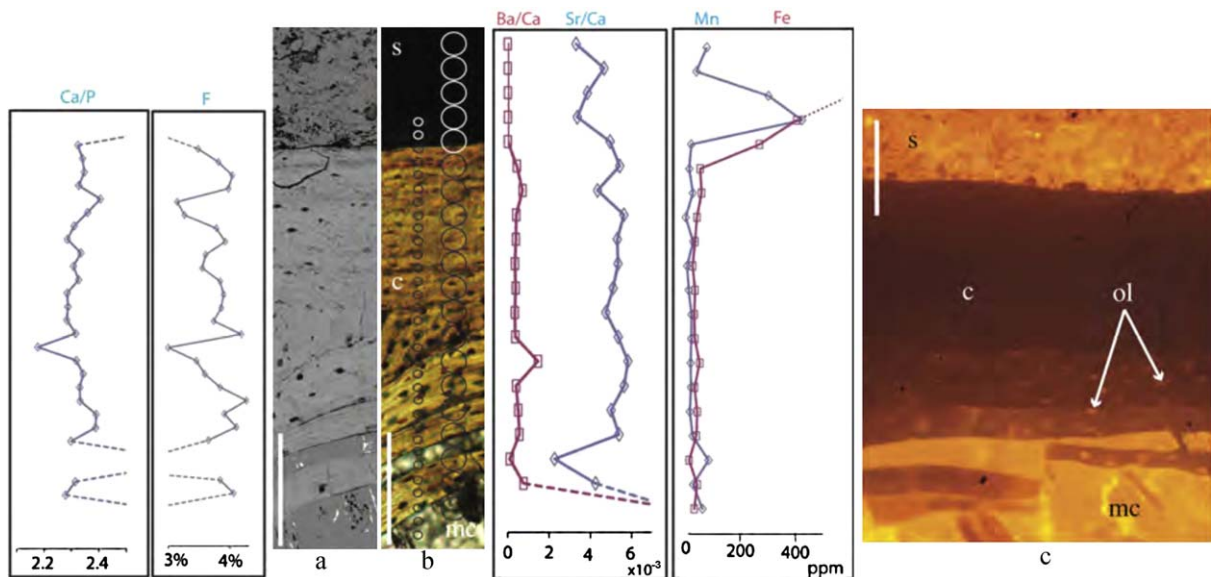 Ba/Ca Sr/Ca Mn Fe
Ca/P F
s
s
c
c
ol
mc
mc
2.2 2.4 3% 4%
0 2 4 6
×10⁻³
0 200 400
ppm
a b c